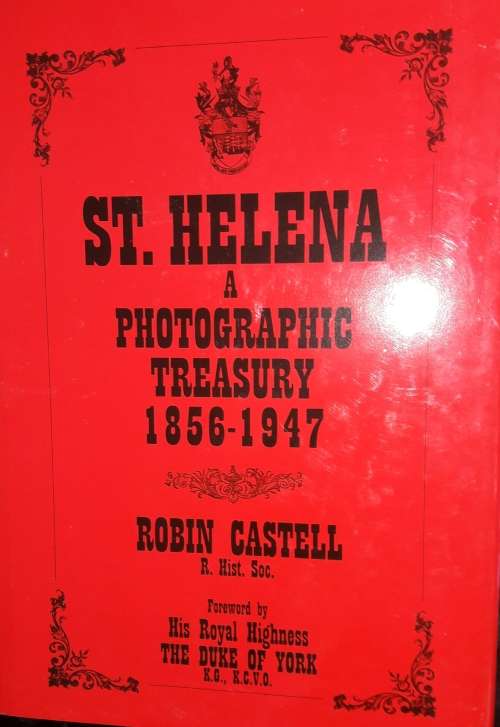 ST. HELENA
A
PHOTOGRAPHIC
TREASURY
1856-1947
ROBIN CASTELL
R. Hist. Soc.
Foreword by
His Royal Highness
THE DUKE OF YORK
K.G., K.C.V.O.